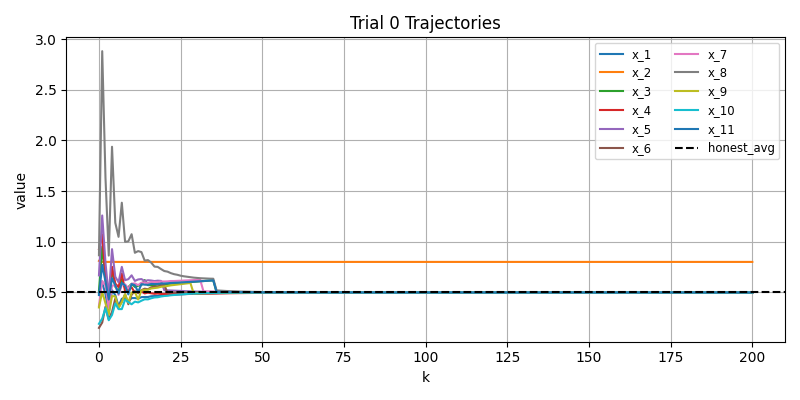 Trial 0 Trajectories
value
3.0
2.5
2.0
1.5
1.0
0.5
0
25
50
75
100
125
150
175
200
k
x_1
x_2
x_3
x_4
x_5
x_6
x_7
x_8
x_9
x_10
x_11
honest_avg